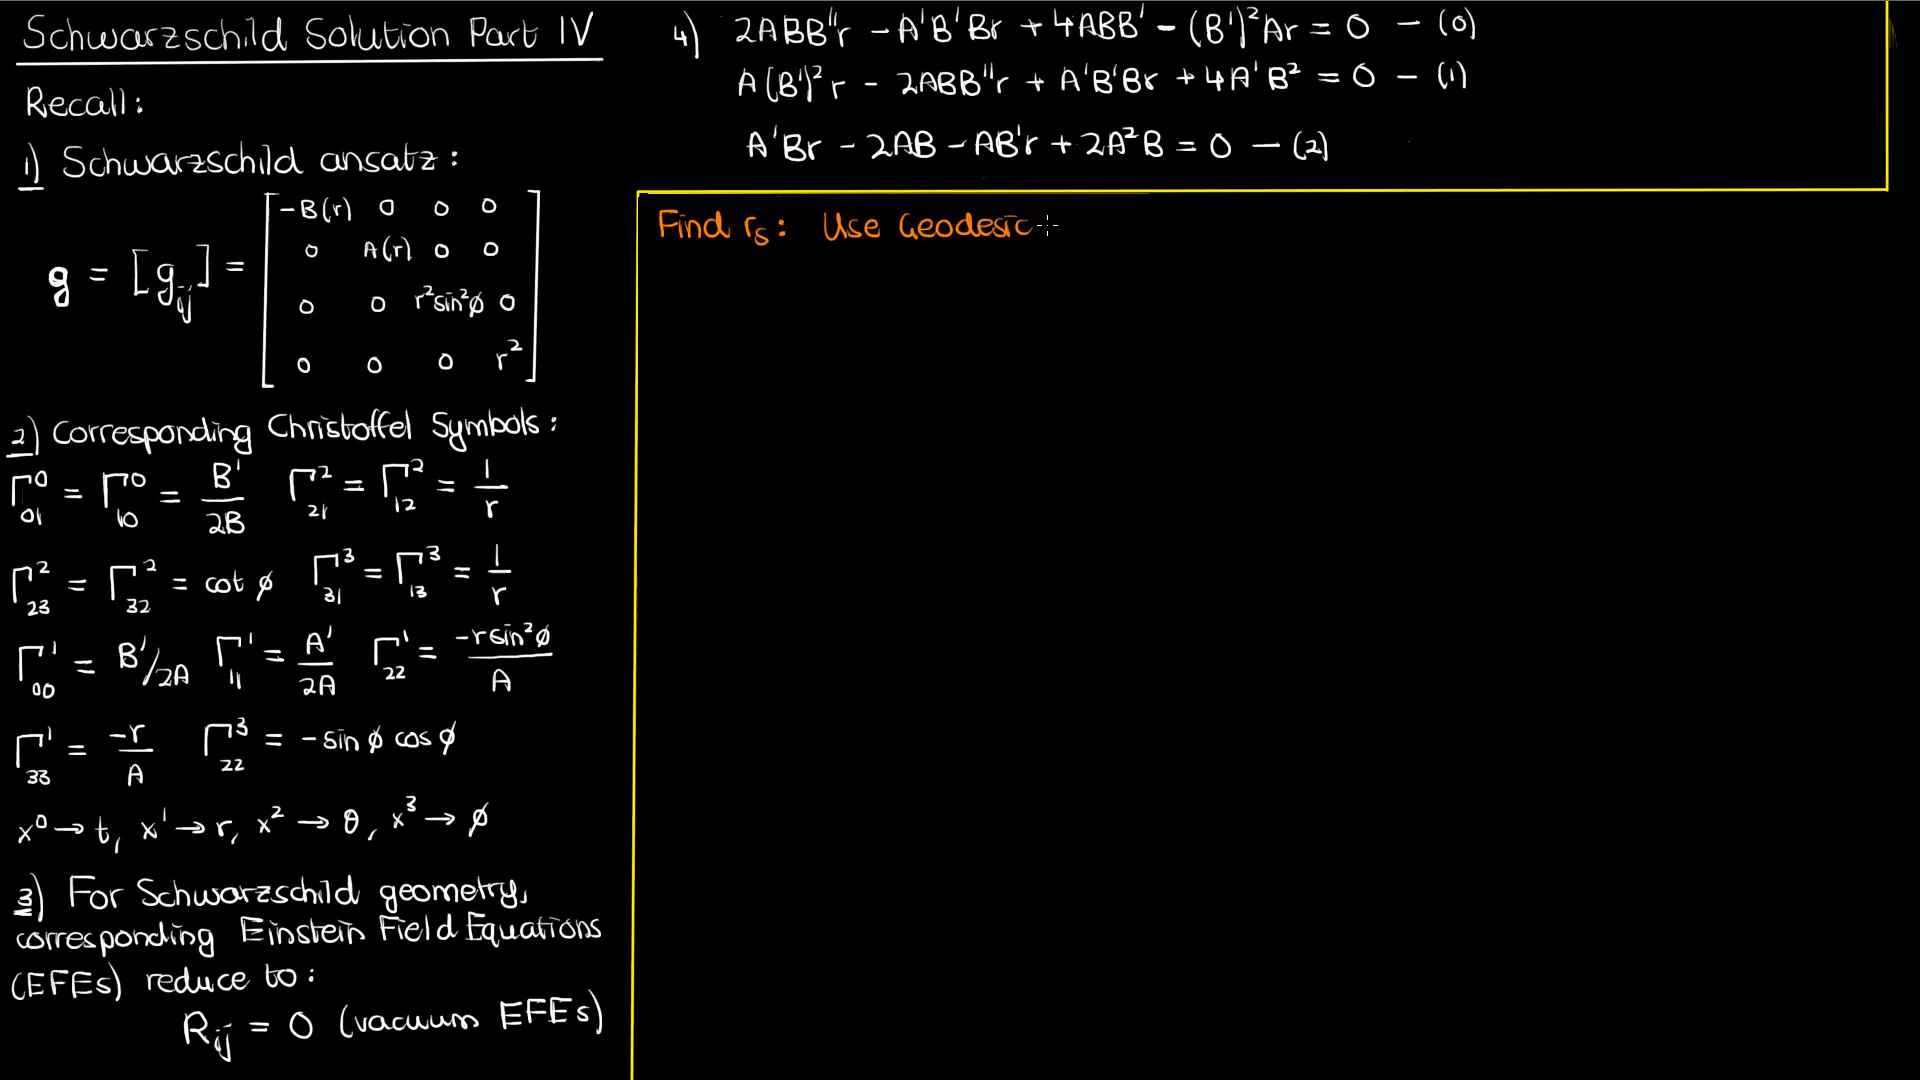 Schwarzschild Solution Part IV
Recall:
1) Schwarzschild ansatz:
g = [g_ij] =
-B(r) 0 0 0
0 A(r) 0 0
0 0 r²sin²φ 0
0 0 0 r²
2) Corresponding Christoffel Symbols:
Γ⁰₀₁ = Γ⁰₁₀ = B'/2B   Γ²₂₁ = Γ²₁₂ = 1/r
Γ²₂₃ = Γ²₃₂ = cot φ   Γ³₃₁ = Γ³₁₃ = 1/r
Γ¹₀₀ = B'/2A   Γ¹₁₁ = A'/2A   Γ¹₂₂ = -rsin²φ/A
Γ¹₃₃ = -r/A   Γ³₂₂ = -sin φ cos φ
x⁰ → t, x¹ → r, x² → θ, x³ → φ
3) For Schwarzschild geometry,
corresponding Einstein Field Equations
(EFEs) reduce to:
R_ij = 0 (vacuum EFEs)
4) 2ABB''r - A'B'Br + 4ABB' - (B')²Ar = 0 - (0)
A(B')²r - 2ABB''r + A'B'Br + 4A'B² = 0 - (1)
A'Br - 2AB - AB'r + 2A²B = 0 - (2)
Find r_s: Use Geodesic